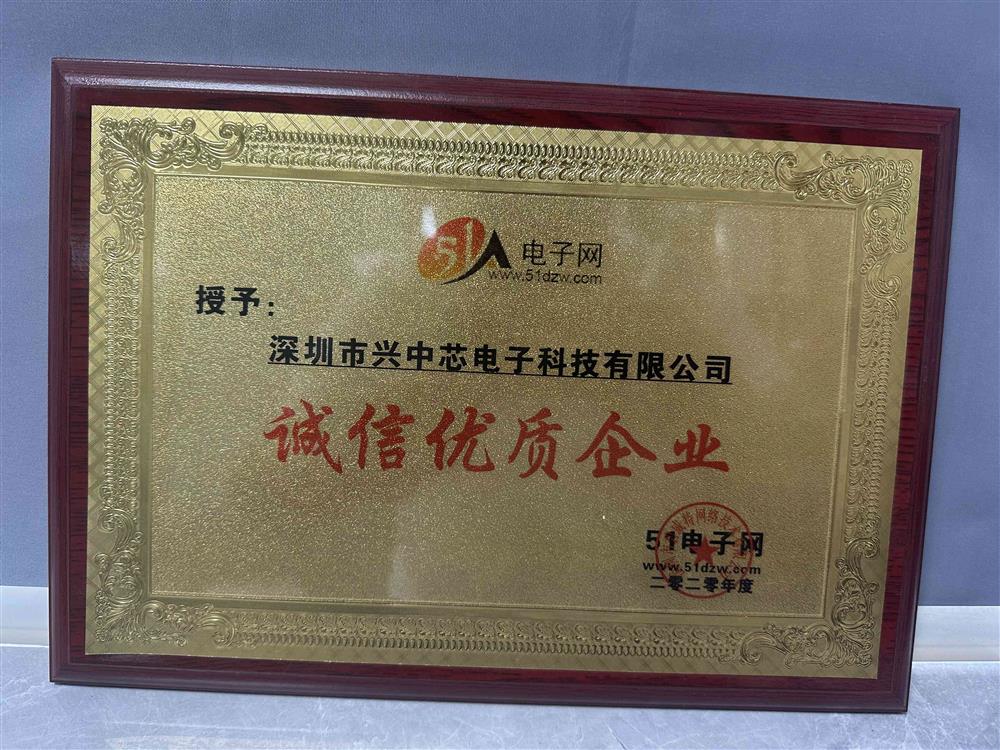 51 电子网
www.51dzw.com
授予：
深圳市兴中芯电子科技有限公司
诚信优质企业
51电子网
www.51dzw.com
二零二零年度